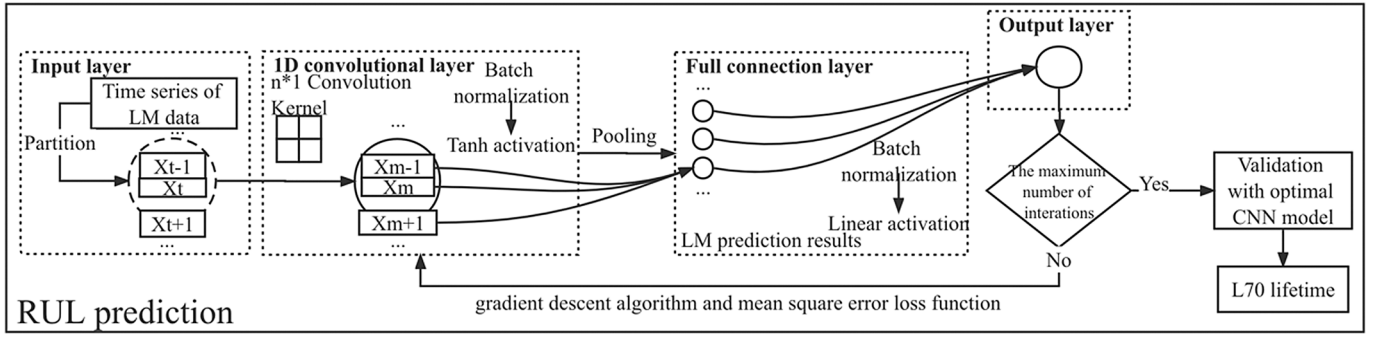 Input layer
Time series of
LM data
...
Partition
Xt-1
Xt
Xt+1
...
1D convolutional layer
n*1 Convolution
Kernel
Batch
normalization
Tanh activation
...
Xm-1
Xm
Xm+1
...
Pooling
Full connection layer
...
...
Batch
normalization
Linear activation
LM prediction results
Output layer
The maximum
number of
interations
Yes
No
Validation
with optimal
CNN model
L70 lifetime
gradient descent algorithm and mean square error loss function
RUL prediction